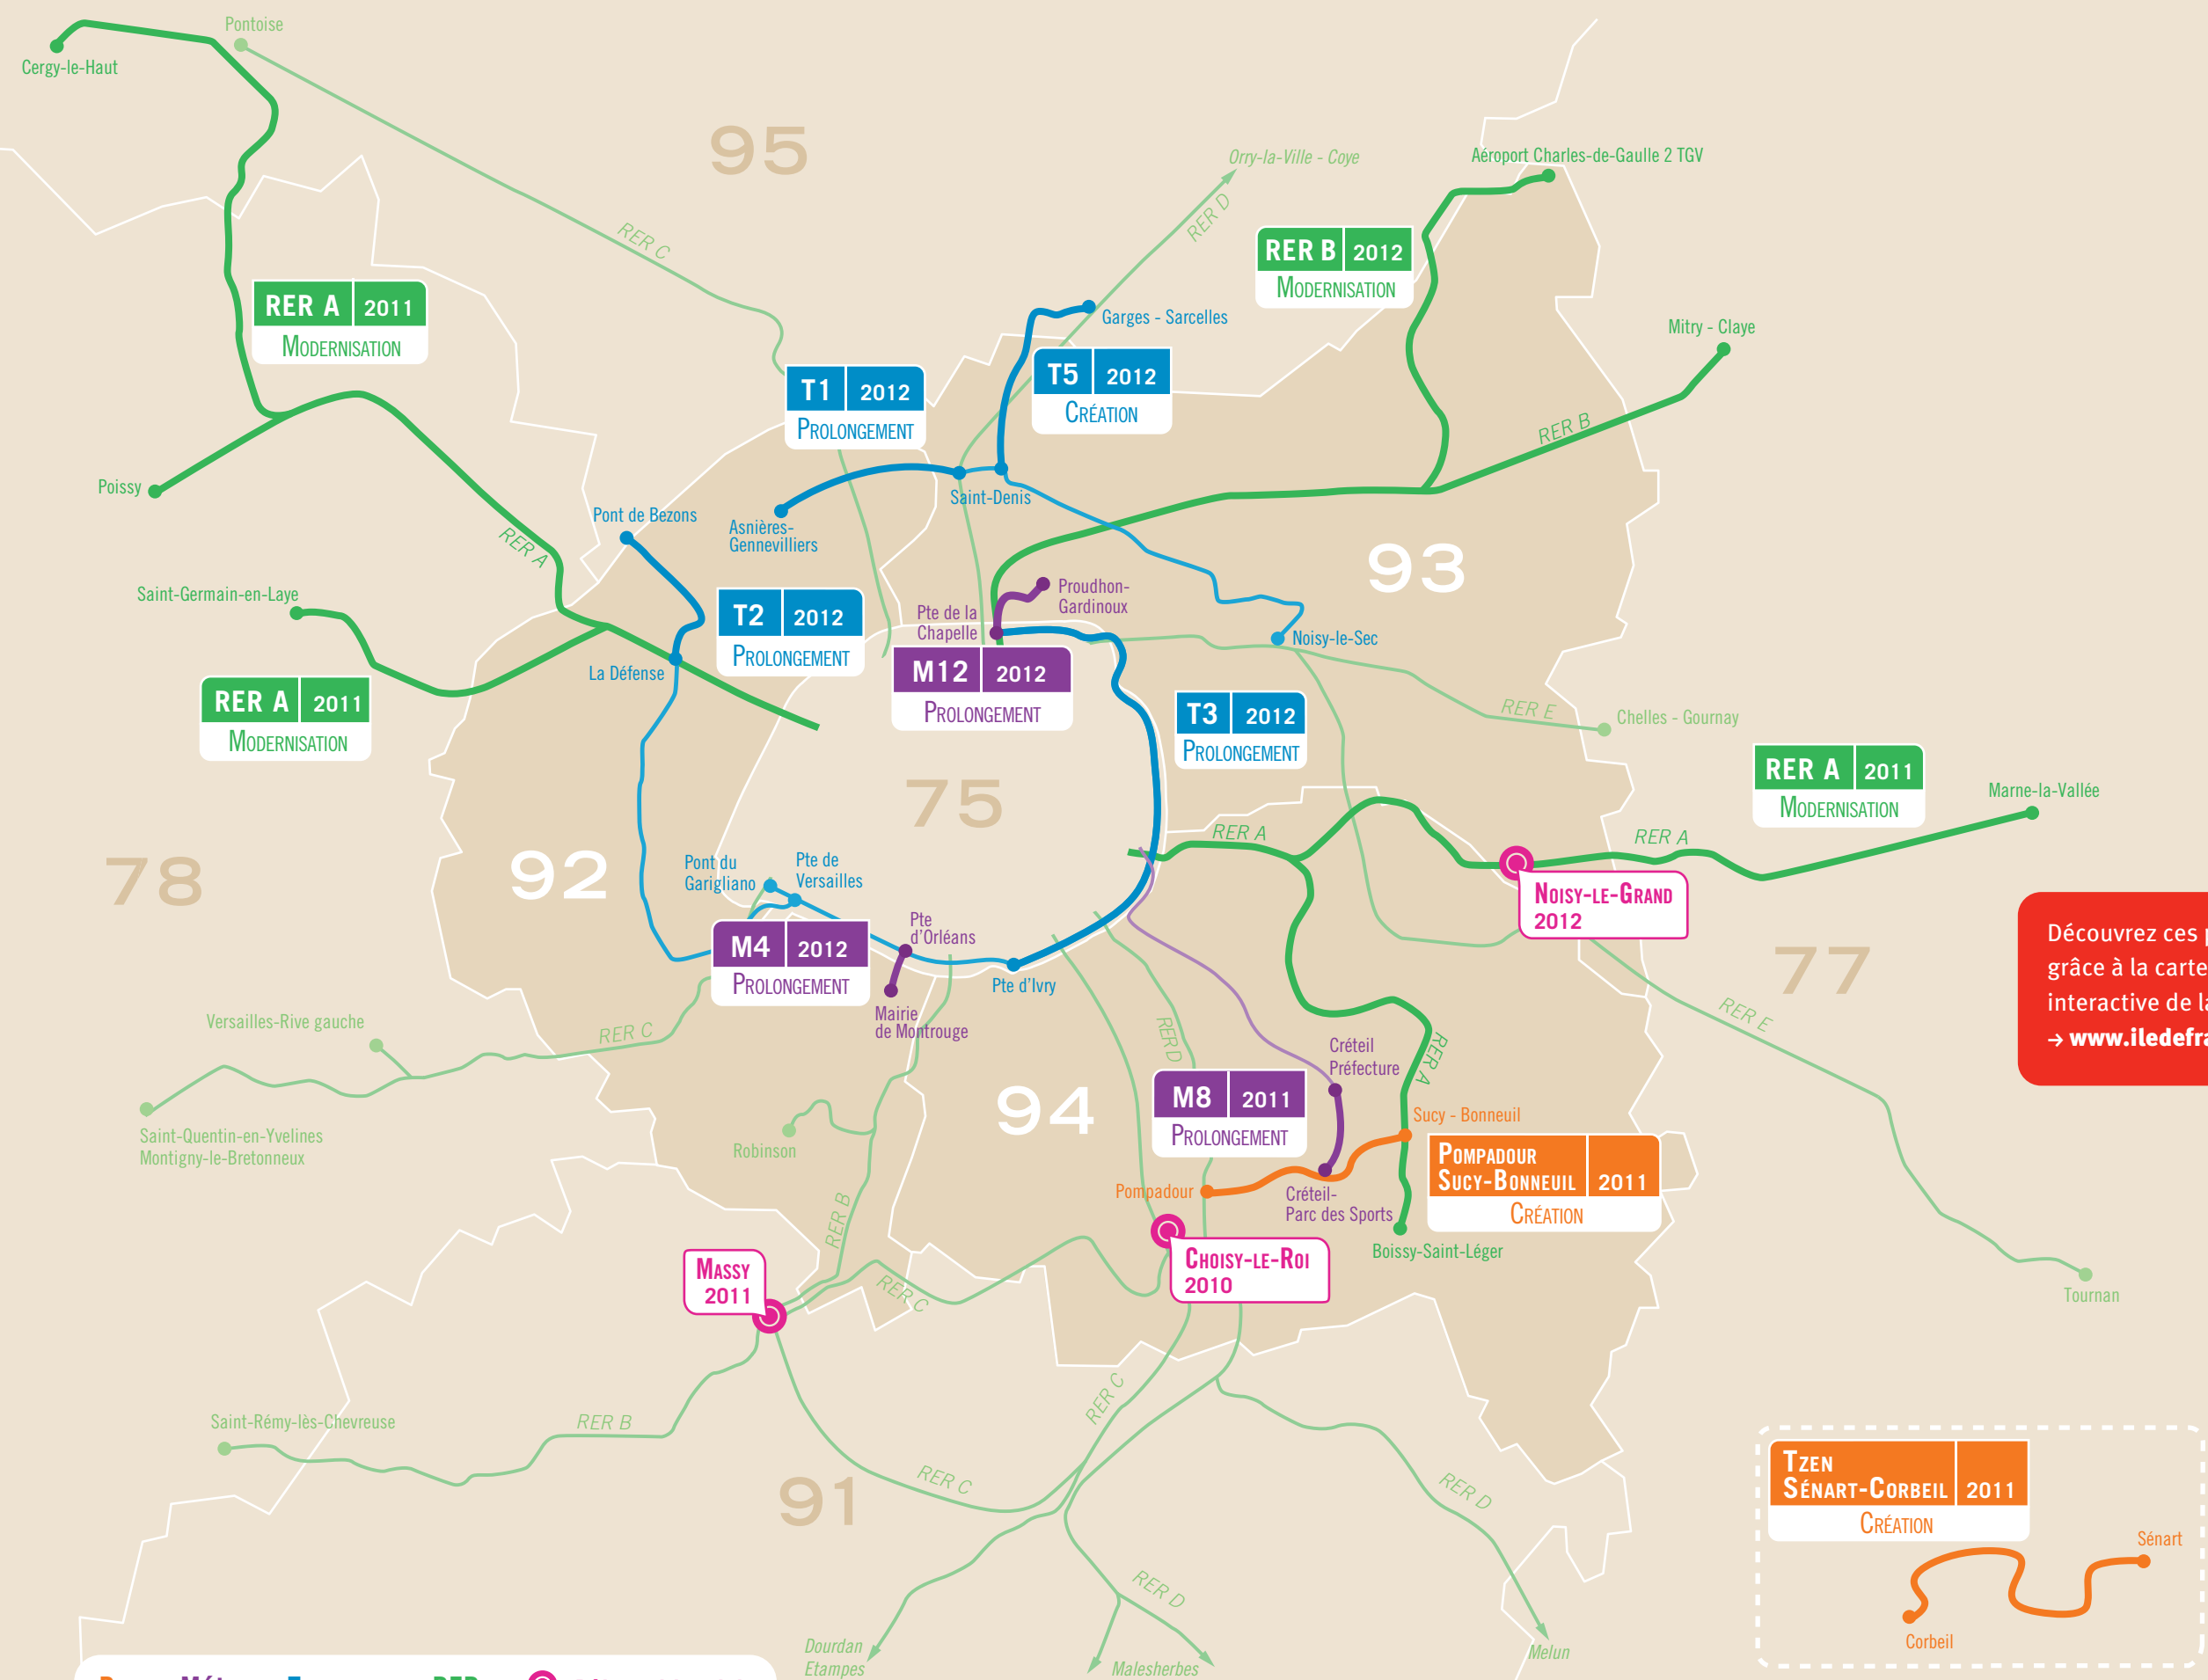 Pontoise
Cergy-le-Haut
95
Orry-la-Ville - Coye
Aéroport Charles-de-Gaulle 2 TGV
RER C
RER D
RER B 2012
MODERNISATION
RER A 2011
MODERNISATION
Garges - Sarcelles
Mitry - Claye
T1 2012
PROLONGEMENT
T5 2012
CRÉATION
RER B
Poissy
Saint-Denis
Pont de Bezons
Asnières-
Gennevilliers
RER A
93
Saint-Germain-en-Laye
Proudhon-
Gardinoux
Pte de la
Chapelle
T2 2012
PROLONGEMENT
Noisy-le-Sec
La Défense
M12 2012
PROLONGEMENT
RER A 2011
MODERNISATION
T3 2012
PROLONGEMENT
RER E
Chelles - Gournay
RER A 2011
MODERNISATION
Marne-la-Vallée
75
RER A
RER A
78
92
Pont du
Garigliano
Pte de
Versailles
NOISY-LE-GRAND
2012
Pte
d'Orléans
M4 2012
PROLONGEMENT
Découvrez ces
grâce à la carte
interactive de
→ www.iledefra
77
Pte d'Ivry
Mairie
de Montrouge
Versailles-Rive gauche
RER C
RER D
RER E
Créteil
Préfecture
RER A
94
M8 2011
PROLONGEMENT
Sucy - Bonneuil
Saint-Quentin-en-Yvelines
Montigny-le-Bretonneux
Robinson
POMPADOUR
SUCY-BONNEUIL 2011
CRÉATION
Pompadour
Créteil-
Parc des Sports
RER B
Boissy-Saint-Léger
MASSY
2011
CHOISY-LE-ROI
2010
RER C
Tournan
Saint-Rémy-lès-Chevreuse
RER B
RER C
RER C
RER D
91
TZEN
SÉNART-CORBEIL 2011
CRÉATION
Sénart
RER D
Corbeil
Dourdan
Etampes
Malesherbes
Melun